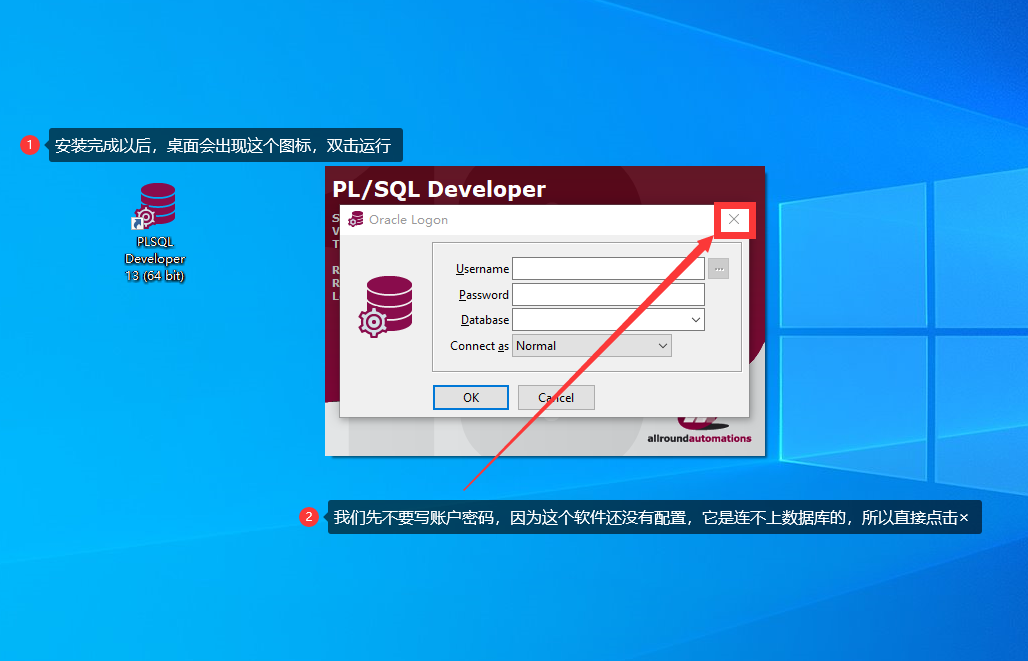 1 安装完成以后，桌面会出现这个图标，双击运行
PLSQL
Developer
13 (64 bit)
PL/SQL Developer
S
V
T
R
R
L
Oracle Logon
Username
...
Password
Database
Connect as Normal
OK Cancel
allroundautomations
2 我们先不要写账户密码，因为这个软件还没有配置，它是连不上数据库的，所以直接点击×